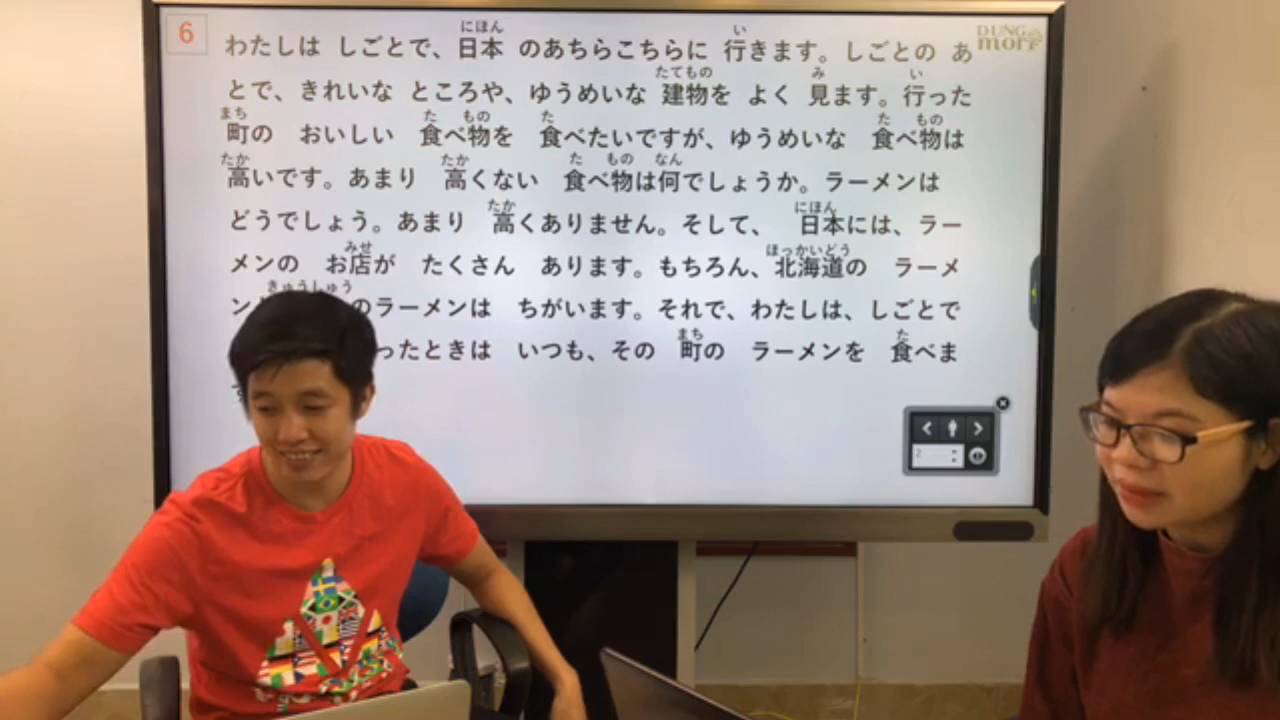 6
DUNG
mori
わたしは しごとで、日本 のあちらこちらに 行きます。しごとの あ
とで、きれいな ところや、ゆうめいな 建物を よく 見ます。行った
町の おいしい 食べ物を 食べたいですが、ゆうめいな 食べ物は
高いです。あまり 高くない 食べ物は何でしょうか。ラーメンは
どうでしょう。あまり 高くありません。そして、 日本には、ラー
メンの お店が たくさん あります。もちろん、北海道の ラーメ
ン のラーメンは ちがいます。それで、わたしは、しごとで
ったときは いつも、その 町の ラーメンを 食べま
2